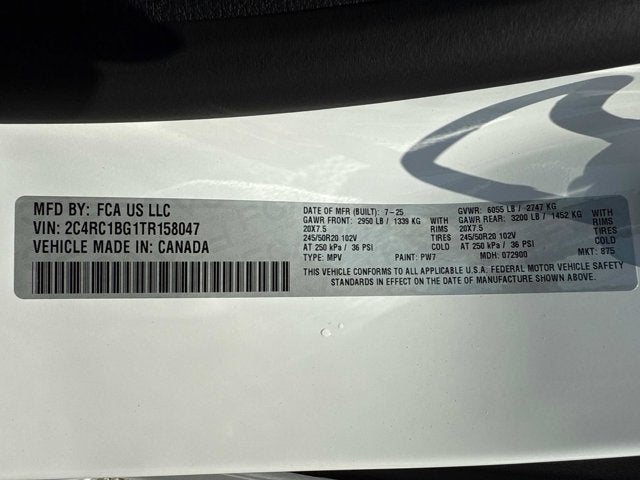 MFD BY: FCA US LLC
VIN: 2C4RC1BG1TR158047
VEHICLE MADE IN: CANADA
DATE OF MFR (BUILT): 7-25 GVWR: 6055 LB / 2747 KG
GAWR FRONT: 2950 LB / 1339 KG WITH GAWR REAR: 3200 LB / 1452 KG WITH
20X7.5 RIMS 20X7.5 RIMS
245/50R20 102V TIRES 245/50R20 102V TIRES
AT 250 kPa / 36 PSI COLD AT 250 kPa / 36 PSI COLD
TYPE: MPV PAINT: PW7 MDH: 072900 MKT: 875
THIS VEHICLE CONFORMS TO ALL APPLICABLE U.S.A. FEDERAL MOTOR VEHICLE SAFETY
STANDARDS IN EFFECT ON THE DATE OF MANUFACTURE SHOWN ABOVE.